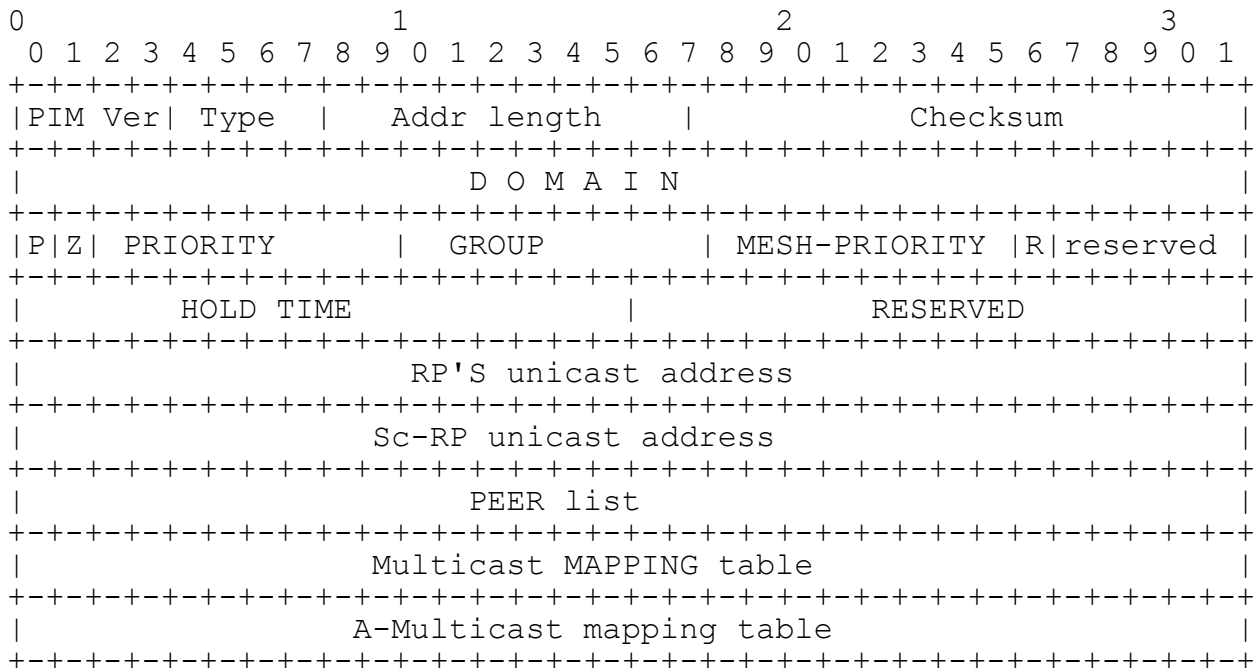 0                   1                   2                   3
 0 1 2 3 4 5 6 7 8 9 0 1 2 3 4 5 6 7 8 9 0 1 2 3 4 5 6 7 8 9 0 1
+-+-+-+-+-+-+-+-+-+-+-+-+-+-+-+-+-+-+-+-+-+-+-+-+-+-+-+-+-+-+-+-+
|PIM Ver| Type  |   Addr length    |           Checksum         |
+-+-+-+-+-+-+-+-+-+-+-+-+-+-+-+-+-+-+-+-+-+-+-+-+-+-+-+-+-+-+-+-+
|                       D O M A I N                             |
+-+-+-+-+-+-+-+-+-+-+-+-+-+-+-+-+-+-+-+-+-+-+-+-+-+-+-+-+-+-+-+-+
|P|Z| PRIORITY      |  GROUP        | MESH-PRIORITY |R|reserved |
+-+-+-+-+-+-+-+-+-+-+-+-+-+-+-+-+-+-+-+-+-+-+-+-+-+-+-+-+-+-+-+-+
|        HOLD TIME              |            RESERVED           |
+-+-+-+-+-+-+-+-+-+-+-+-+-+-+-+-+-+-+-+-+-+-+-+-+-+-+-+-+-+-+-+-+
|                    RP'S unicast address                       |
+-+-+-+-+-+-+-+-+-+-+-+-+-+-+-+-+-+-+-+-+-+-+-+-+-+-+-+-+-+-+-+-+
|                  Sc-RP unicast address                        |
+-+-+-+-+-+-+-+-+-+-+-+-+-+-+-+-+-+-+-+-+-+-+-+-+-+-+-+-+-+-+-+-+
|                       PEER list                               |
+-+-+-+-+-+-+-+-+-+-+-+-+-+-+-+-+-+-+-+-+-+-+-+-+-+-+-+-+-+-+-+-+
|                  Multicast MAPPING table                      |
+-+-+-+-+-+-+-+-+-+-+-+-+-+-+-+-+-+-+-+-+-+-+-+-+-+-+-+-+-+-+-+-+
|                 A-Multicast mapping table                     |
+-+-+-+-+-+-+-+-+-+-+-+-+-+-+-+-+-+-+-+-+-+-+-+-+-+-+-+-+-+-+-+-+